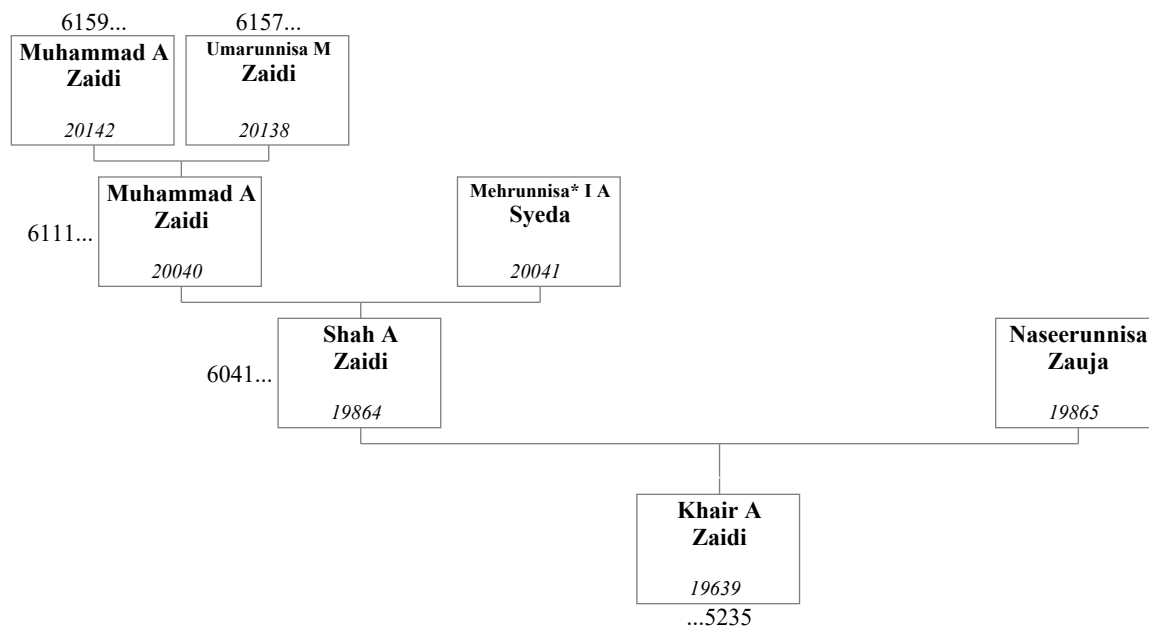 6159...
6157...
Muhammad A
Zaidi
20142
Umarunnisa M
Zaidi
20138
6111...
Muhammad A
Zaidi
20040
Mehrunnisa* I A
Syeda
20041
6041...
Shah A
Zaidi
19864
Naseerunnisa
Zauja
19865
Khair A
Zaidi
19639
...5235